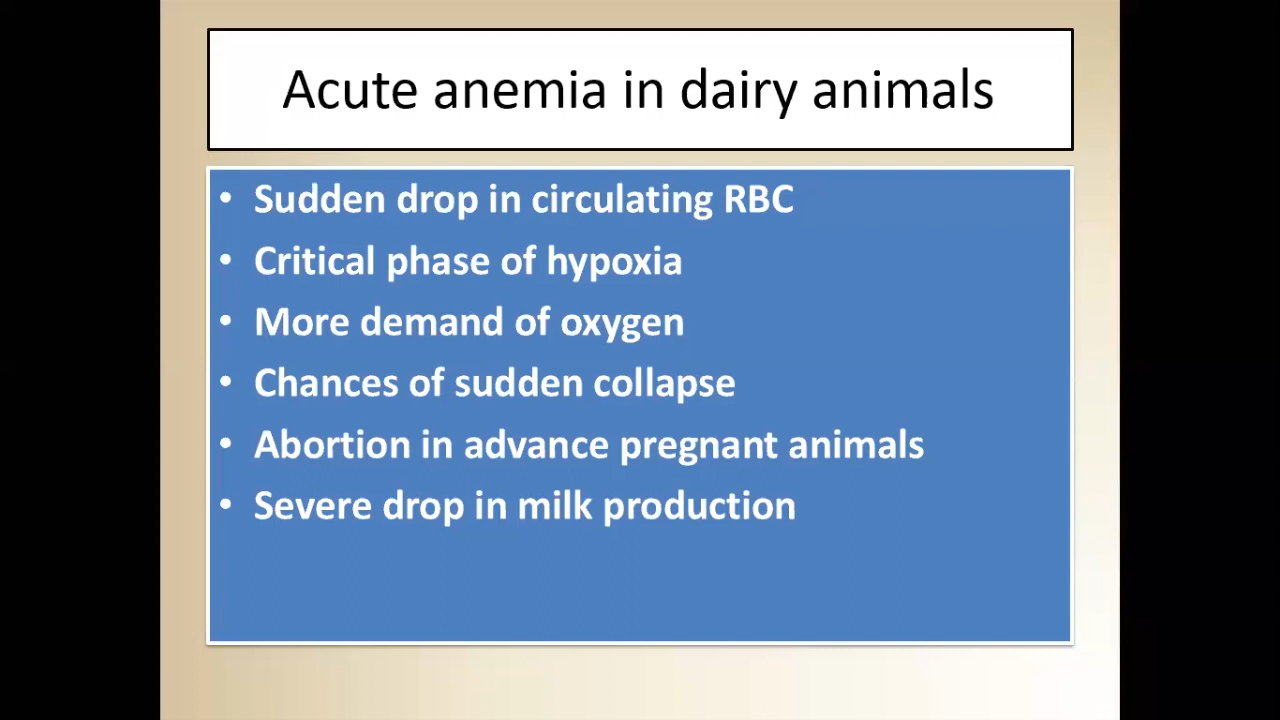 Acute anemia in dairy animals
• Sudden drop in circulating RBC
• Critical phase of hypoxia
• More demand of oxygen
• Chances of sudden collapse
• Abortion in advance pregnant animals
• Severe drop in milk production